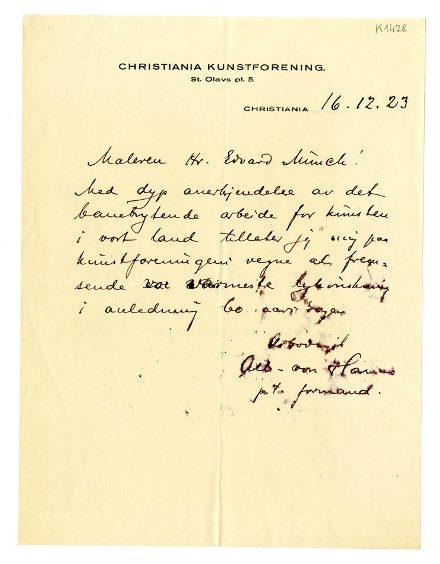 K1428
CHRISTIANIA KUNSTFORENING.
St. Olavs pl. 5.
CHRISTIANIA 16.12.23
Maleren Hr. Edvard Munch!
Med dyp anerkjendelse av det
banebrytende arbeide for kunsten
i vort land tillater jeg mig paa
kunstforeningens vegne at frem-
sende vor varmeste lykønskning
i anledning 60 aars dagen
Ærbødigst
von Hanno
p.t. formand.